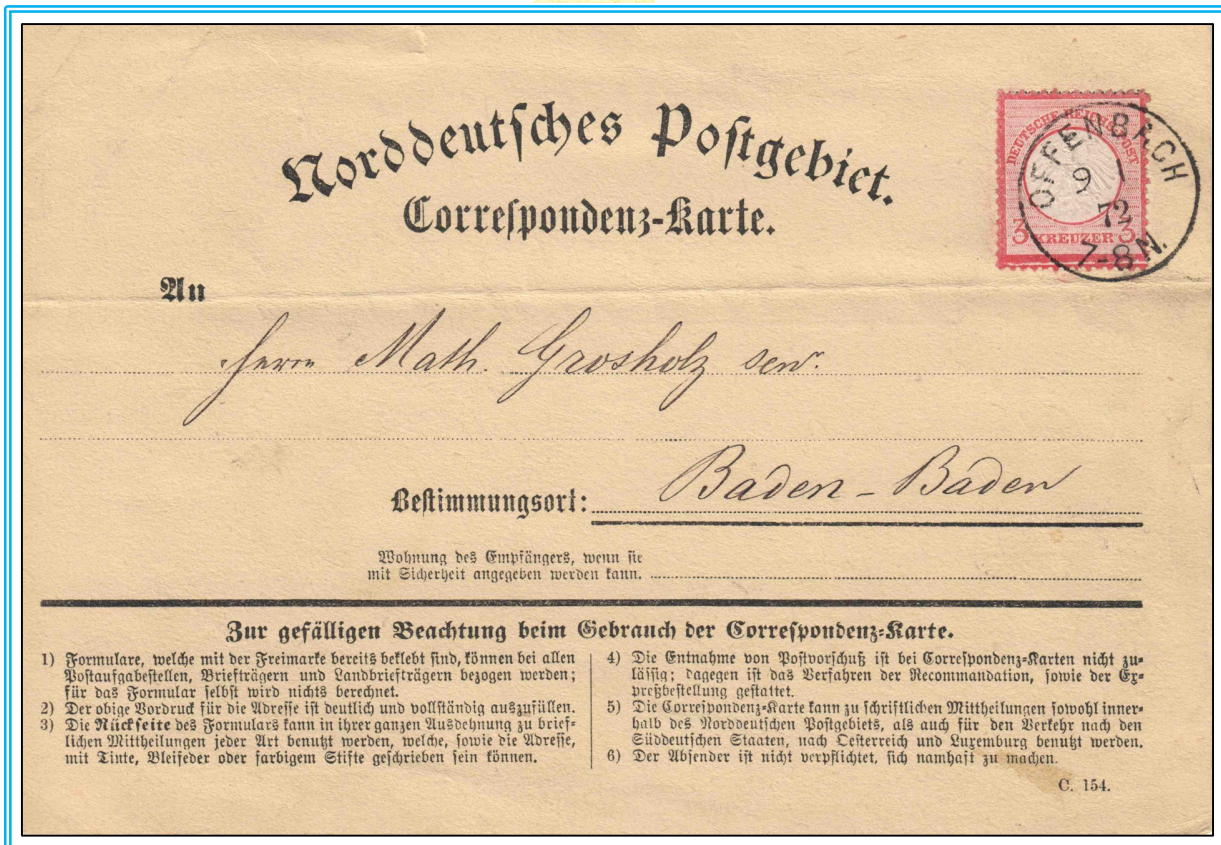 Norddeutsches Postgebiet.
Correspondenz-Karte.
DEUTSCHE REICHS-POST
3 KREUZER 3
OFFENBACH
9
72
7-8 N.
An
Herrn Math. Grosholz sen.
Bestimmungsort: Baden-Baden
Wohnung des Empfängers, wenn sie
mit Sicherheit angegeben werden kann.
Zur gefälligen Beachtung beim Gebrauch der Correspondenz-Karte.
1) Formulare, welche mit der Freimarke bereits beklebt sind, können bei allen
Postaufgabestellen, Briefträgern und Landbriefträgern bezogen werden;
für das Formular selbst wird nichts berechnet.
2) Der obige Vordruck für die Adresse ist deutlich und vollständig auszufüllen.
3) Die Rückseite des Formulars kann in ihrer ganzen Ausdehnung zu brief-
lichen Mittheilungen jeder Art benutzt werden, welche, sowie die Adresse,
mit Tinte, Bleifeder oder farbigem Stifte geschrieben sein können.
4) Die Entnahme von Postvorschuß ist bei Correspondenz-Karten nicht zu-
lässig; dagegen ist das Verfahren der Recommandation, sowie der Ex-
preßbestellung gestattet.
5) Die Correspondenz-Karte kann zu schriftlichen Mittheilungen sowohl inner-
halb des Norddeutschen Postgebiets, als auch für den Verkehr nach den
Süddeutschen Staaten, nach Oesterreich und Luxemburg benutzt werden.
6) Der Absender ist nicht verpflichtet, sich namhaft zu machen.
C. 154.